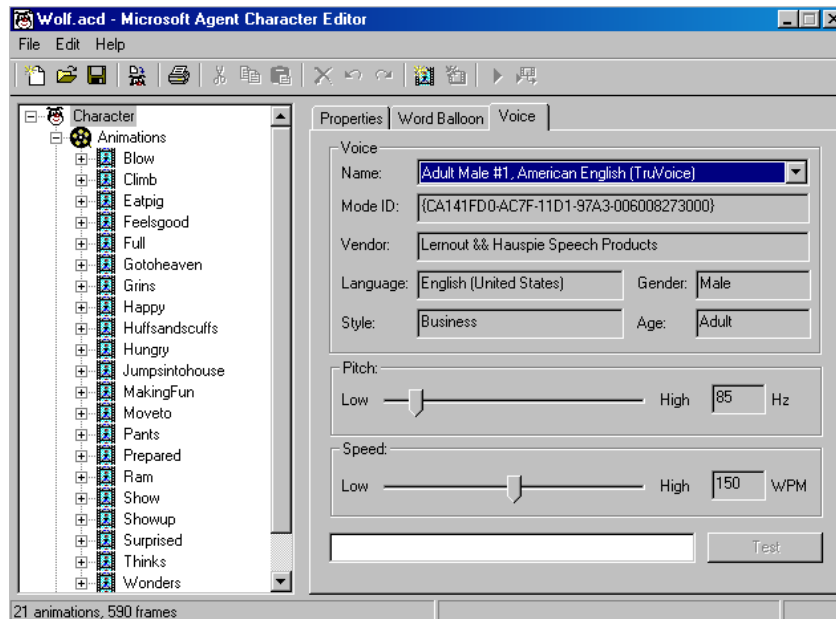 Wolf.acd - Microsoft Agent Character Editor
File Edit Help
Character
Animations
Blow
Climb
Eatpig
Feelsgood
Full
Gotoheaven
Grins
Happy
Huffsandscuffs
Hungry
Jumpsintohouse
MakingFun
Moveto
Pants
Prepared
Ram
Show
Showup
Surprised
Thinks
Wonders
Properties Word Balloon Voice
Voice
Name: Adult Male #1, American English (TruVoice)
Mode ID: {CA141FD0-AC7F-11D1-97A3-006008273000}
Vendor: Lernout && Hauspie Speech Products
Language: English (United States) Gender: Male
Style: Business Age: Adult
Pitch:
Low High 85 Hz
Speed:
Low High 150 WPM
Test
21 animations, 590 frames